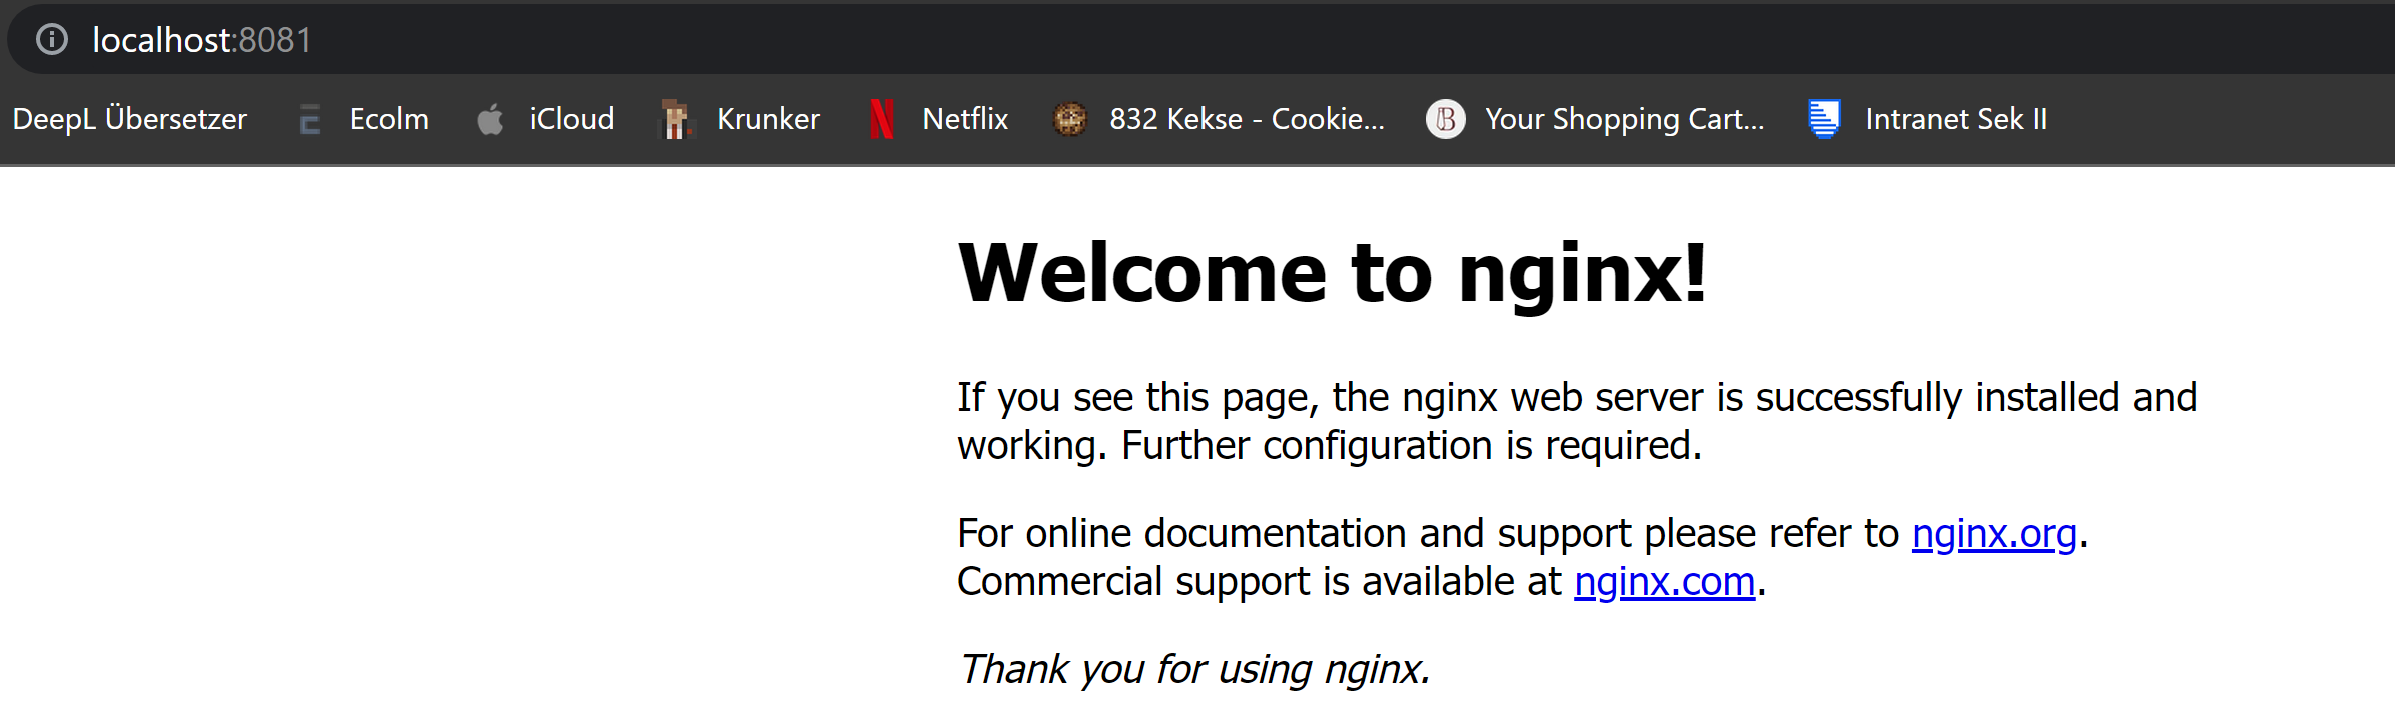 localhost:8081
DeepL Übersetzer Ecolm iCloud Krunker Netflix 832 Kekse - Cookie... Your Shopping Cart... Intranet Sek II
Welcome to nginx!
If you see this page, the nginx web server is successfully installed and
working. Further configuration is required.
For online documentation and support please refer to nginx.org.
Commercial support is available at nginx.com.
Thank you for using nginx.